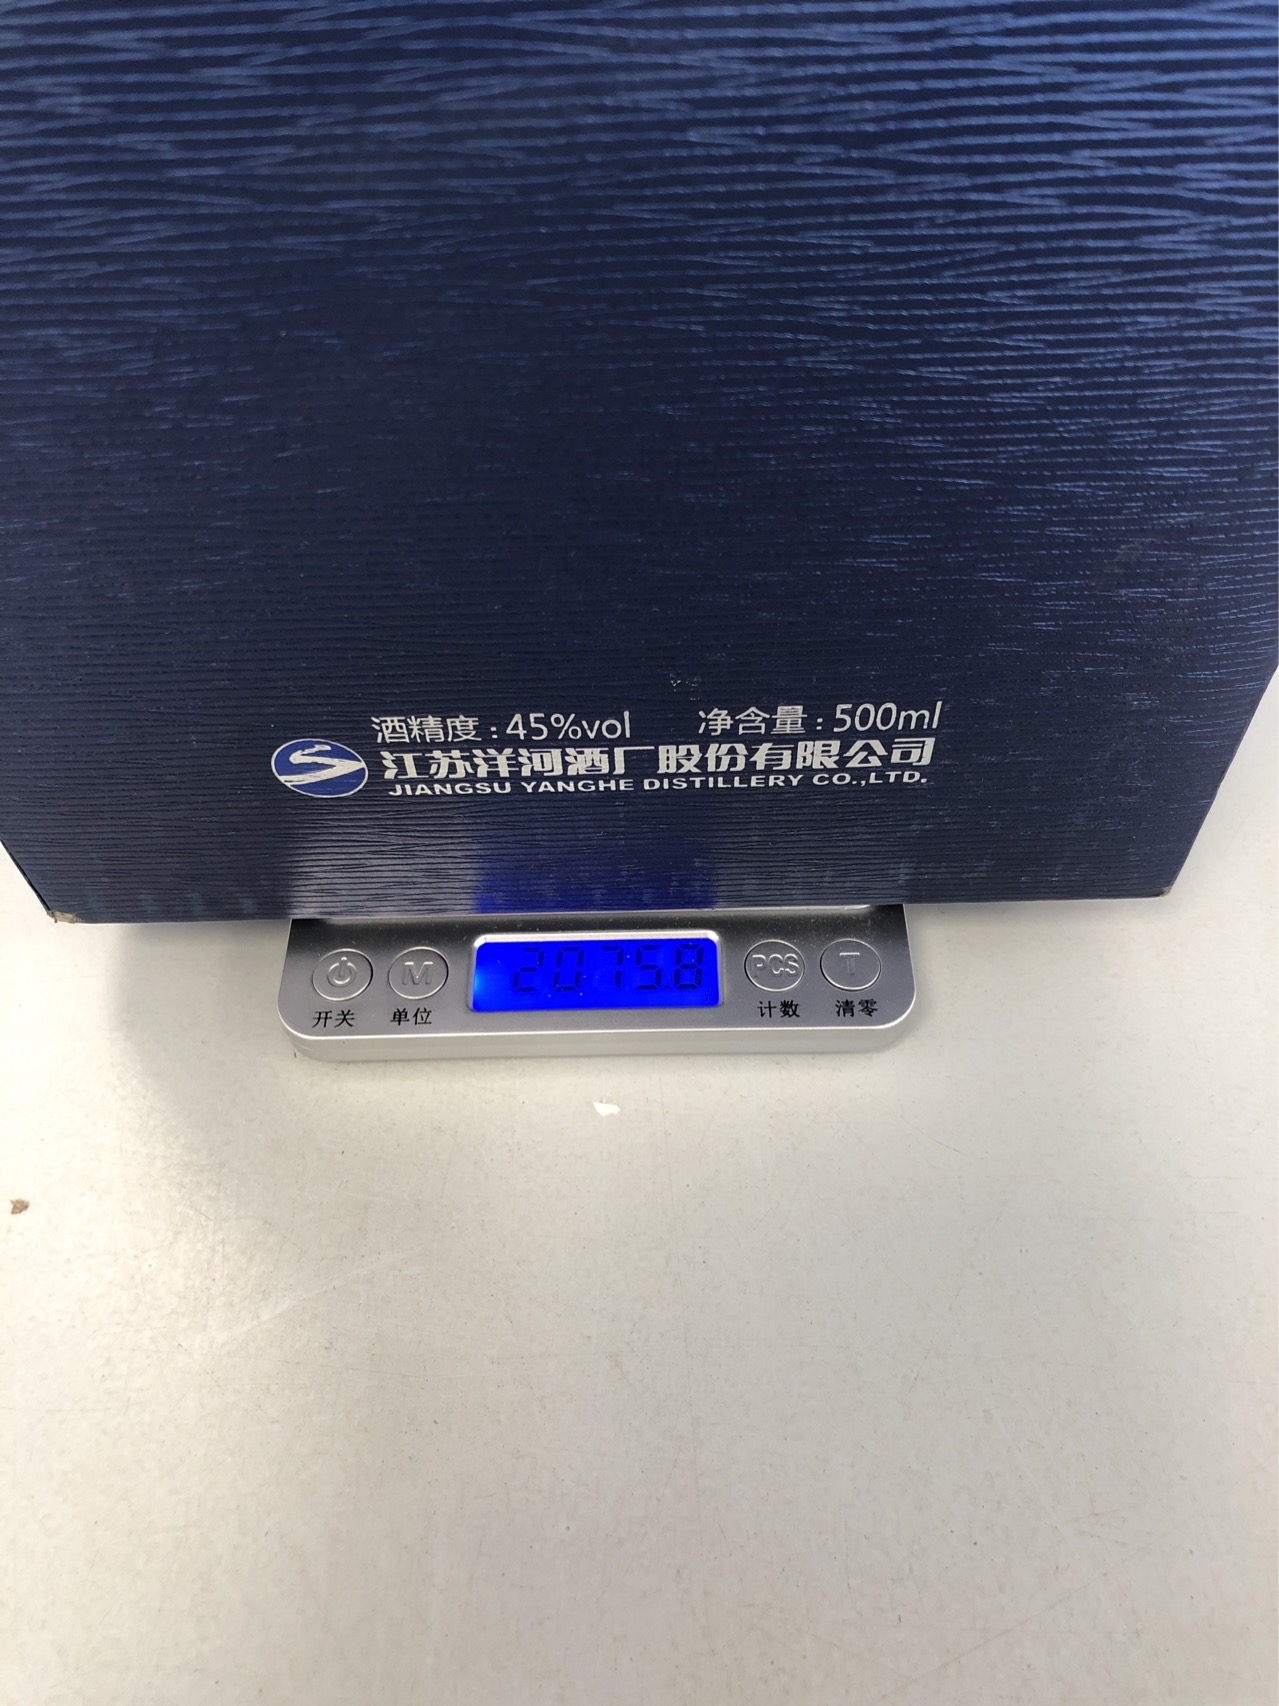 酒精度:45%vol 净含量:500ml
江苏洋河酒厂股份有限公司
JIANGSU YANGHE DISTILLERY CO.,LTD.
M 2075.8 PCS T
开关 单位 计数 清零